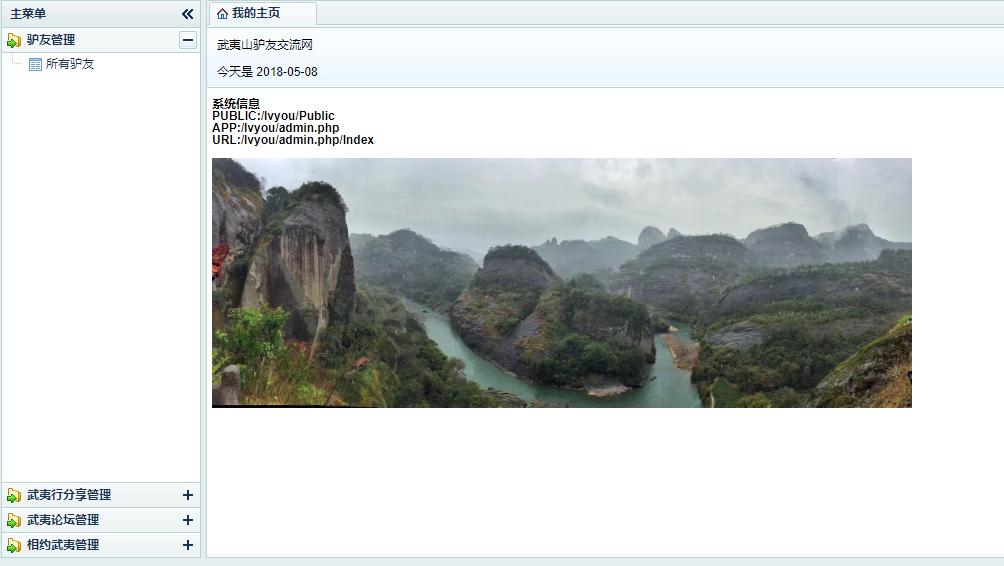 主菜单
驴友管理
所有驴友
武夷行分享管理
武夷论坛管理
相约武夷管理
我的主页
武夷山驴友交流网
今天是 2018-05-08
系统信息
PUBLIC:/lvyou/Public
APP:/lvyou/admin.php
URL:/lvyou/admin.php/Index